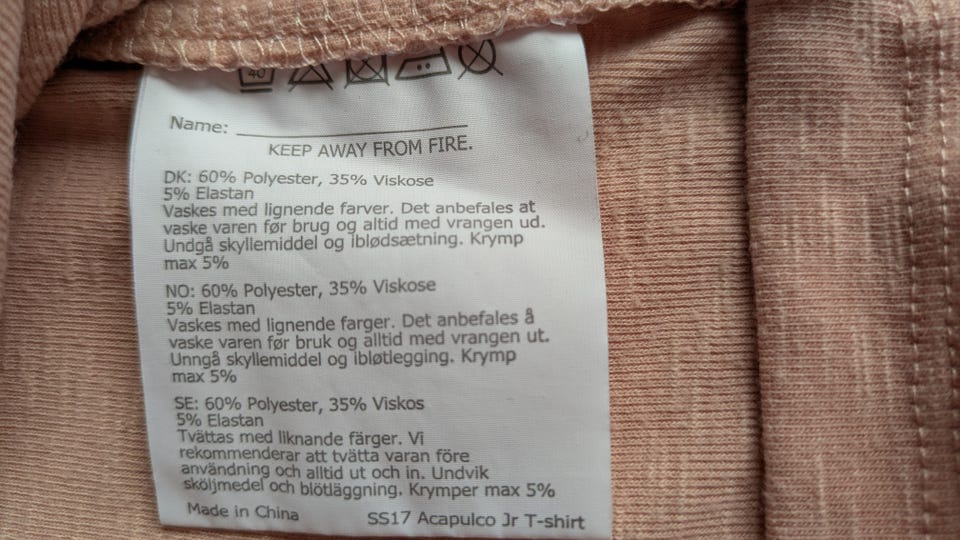 40
Name:
KEEP AWAY FROM FIRE.
DK: 60% Polyester, 35% Viskose
5% Elastan
Vaskes med lignende farver. Det anbefales at
vaske varen før brug og altid med vrangen ud.
Undgå skyllemiddel og iblødsætning. Krymp
max 5%
NO: 60% Polyester, 35% Viskose
5% Elastan
Vaskes med lignende farger. Det anbefales å
vaske varen før bruk og alltid med vrangen ut.
Unngå skyllemiddel og ibløtlegging. Krymp
max 5%
SE: 60% Polyester, 35% Viskos
5% Elastan
Tvättas med liknande färger. Vi
rekommenderar att tvätta varan före
användning och alltid ut och in. Undvik
sköljmedel och blötläggning. Krymper max 5%
Made in China
SS17 Acapulco Jr T-shirt